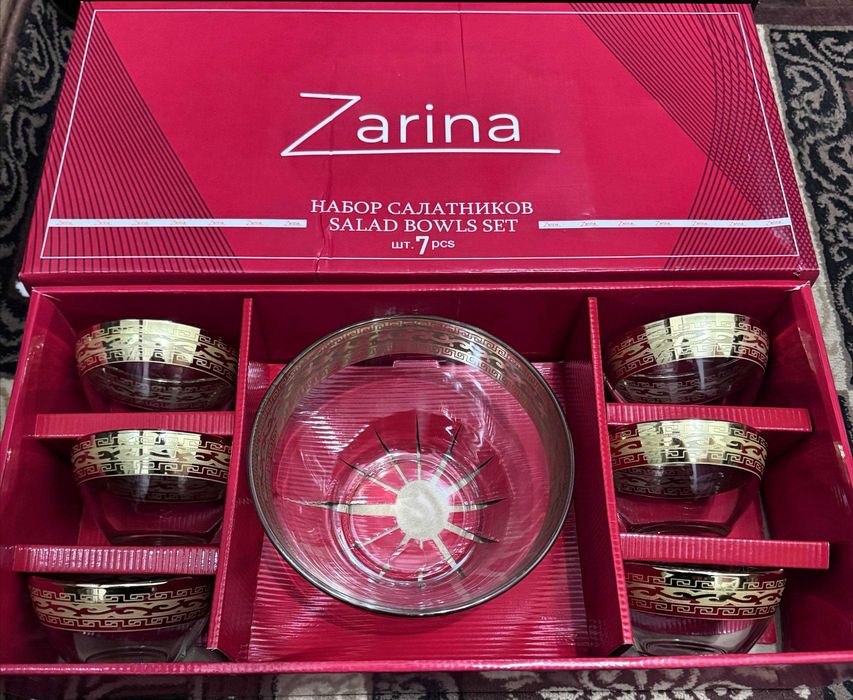 Zarina
НАБОР САЛАТНИКОВ
SALAD BOWLS SET
шт. 7 pcs